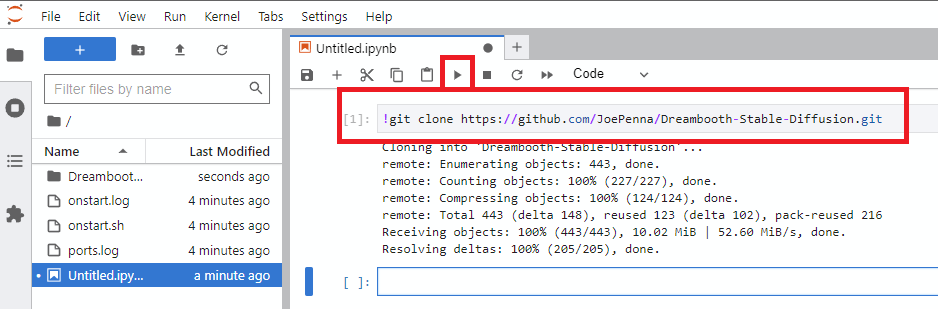 File Edit View Run Kernel Tabs Settings Help
+
Filter files by name
/
Name Last Modified
Dreamboot... seconds ago
onstart.log 4 minutes ago
onstart.sh 4 minutes ago
ports.log 4 minutes ago
Untitled.ipy... a minute ago
Untitled.ipynb
+
Code
[1]: !git clone https://github.com/JoePenna/Dreambooth-Stable-Diffusion.git
Cloning into 'Dreambooth-Stable-Diffusion'...
remote: Enumerating objects: 443, done.
remote: Counting objects: 100% (227/227), done.
remote: Compressing objects: 100% (124/124), done.
remote: Total 443 (delta 148), reused 123 (delta 102), pack-reused 216
Receiving objects: 100% (443/443), 10.02 MiB | 52.60 MiB/s, done.
Resolving deltas: 100% (205/205), done.
[ ]: